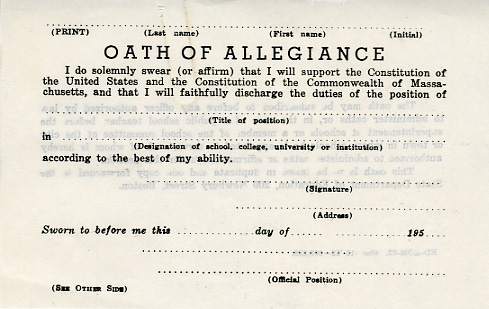 (PRINT) (Last name) (First name) (Initial)
OATH OF ALLEGIANCE
I do solemnly swear (or affirm) that I will support the Constitution of
the United States and the Constitution of the Commonwealth of Massa-
chusetts, and that I will faithfully discharge the duties of the position of
(Title of position)
in
(Designation of school, college, university or institution)
according to the best of my ability.
(Signature)
(Address)
Sworn to before me this ............ day of ............ 195....
(Official Position)
(SEE OTHER SIDE)